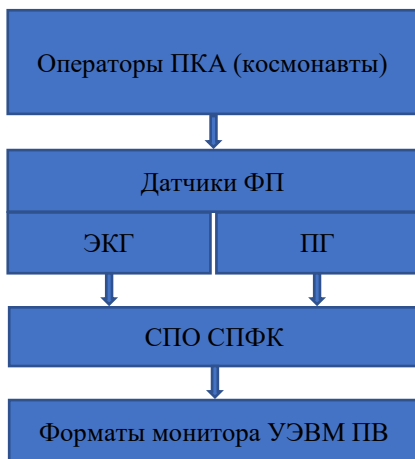 Операторы ПКА (космонавты)
Датчики ФП
ЭКГ
ПГ
СПО СПФК
Форматы монитора УЭВМ ПВ